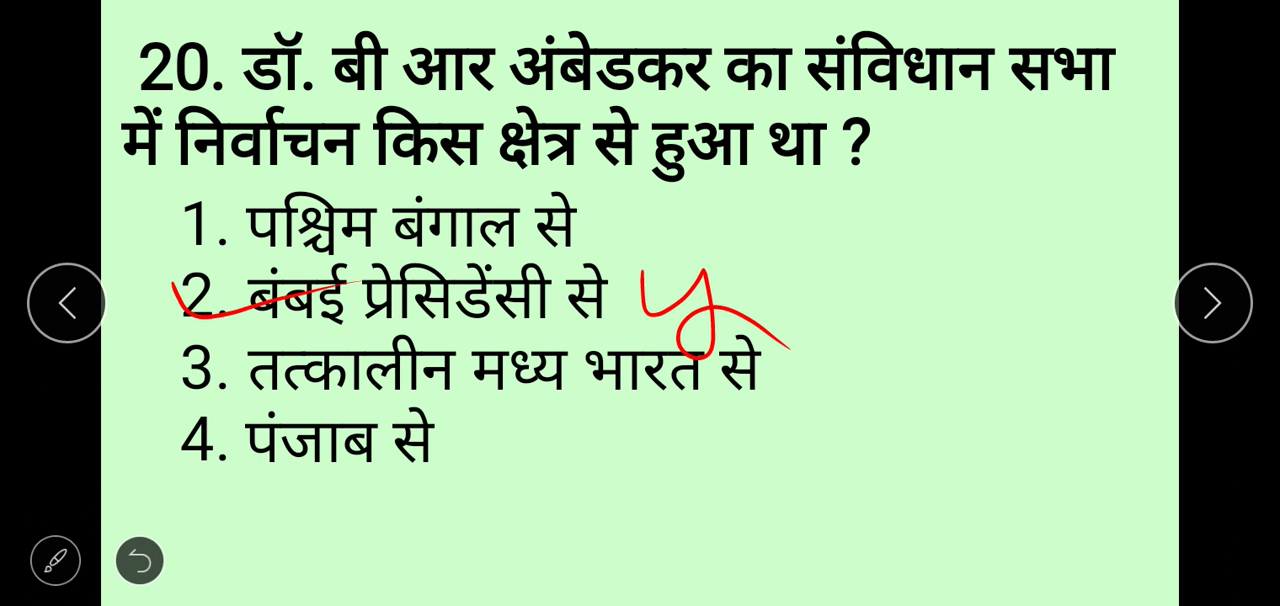 20. डॉ. बी आर अंबेडकर का संविधान सभा
में निर्वाचन किस क्षेत्र से हुआ था ?
1. पश्चिम बंगाल से
2. बंबई प्रेसिडेंसी से
3. तत्कालीन मध्य भारत से
4. पंजाब से